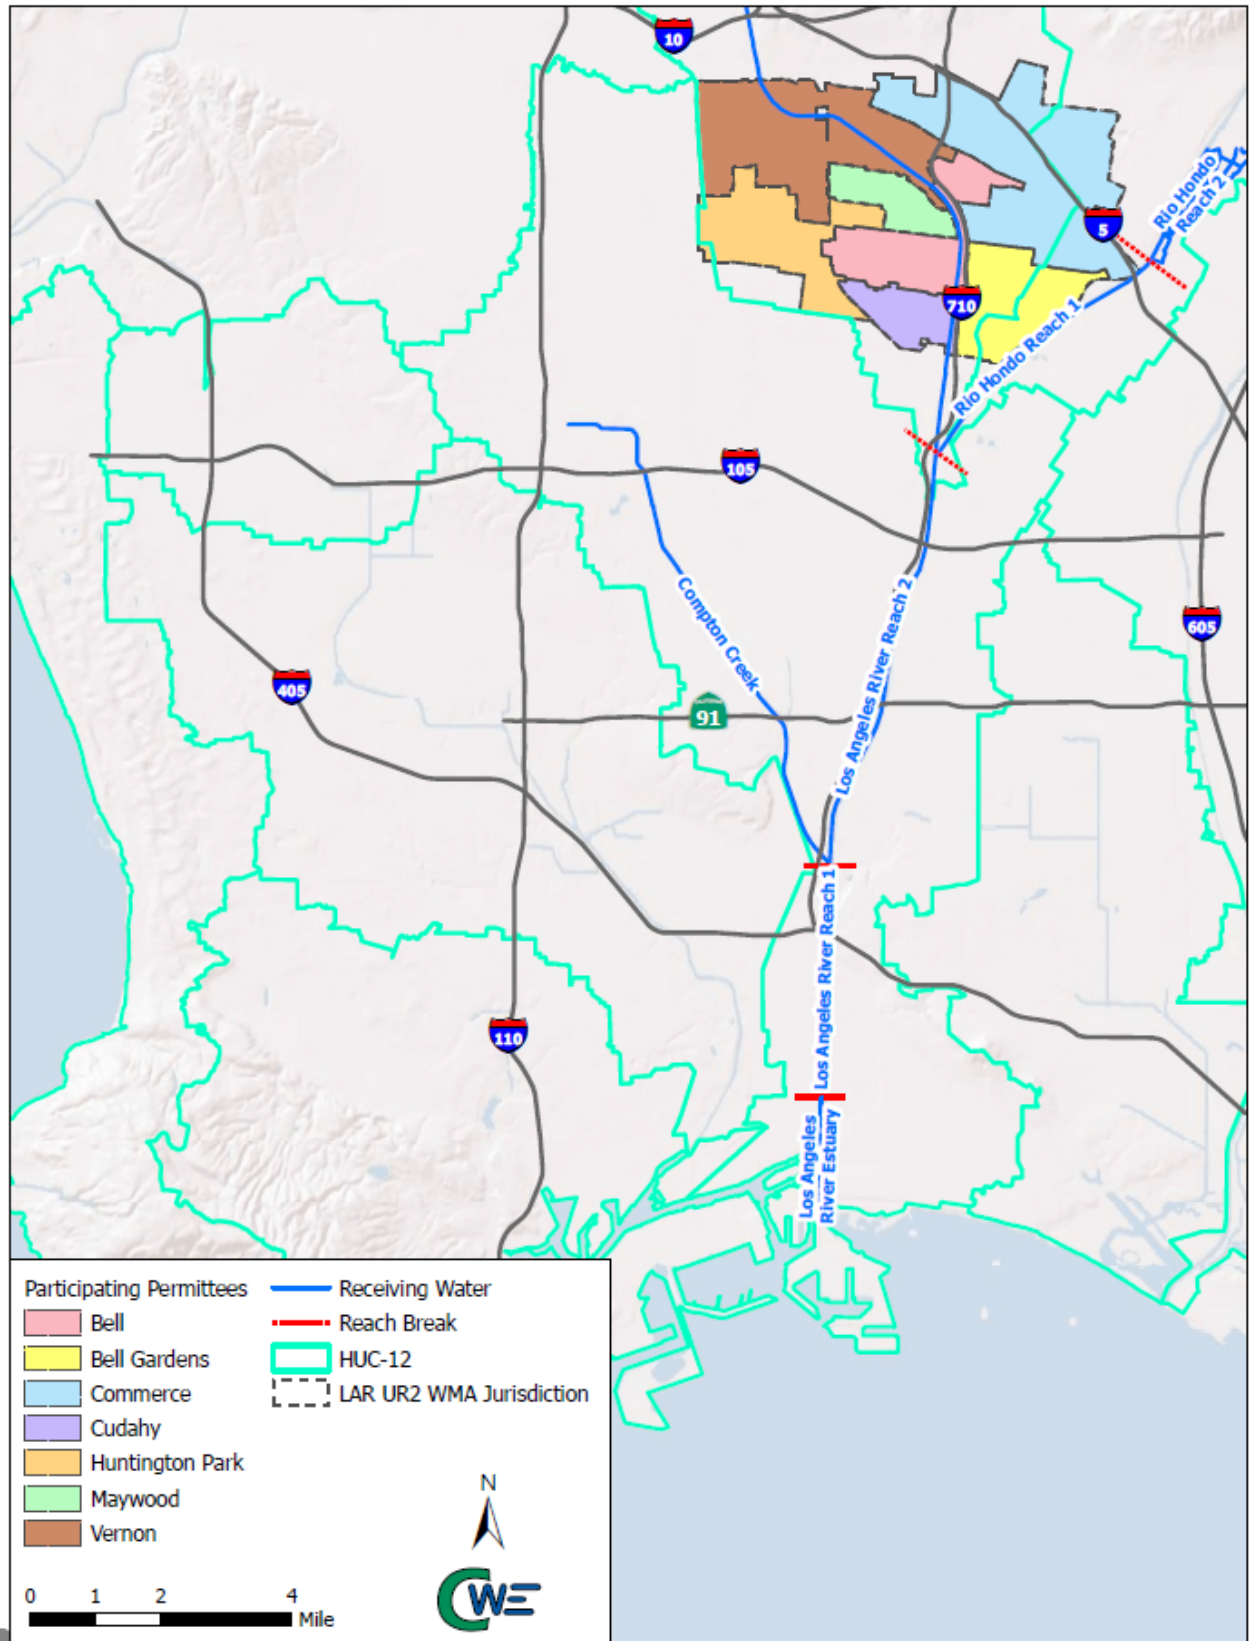 10
5
Rio Hondo
Reach 2
710
Rio Hondo Reach 1
105
Compton Creek
Los Angeles River Reach 2
605
405
91
Los Angeles River Reach 1
110
Los Angeles
River Estuary
Participating Permittees
Bell
Bell Gardens
Commerce
Cudahy
Huntington Park
Maywood
Vernon
Receiving Water
Reach Break
HUC-12
LAR UR2 WMA Jurisdiction
N
0 1 2 4
Mile
CWE